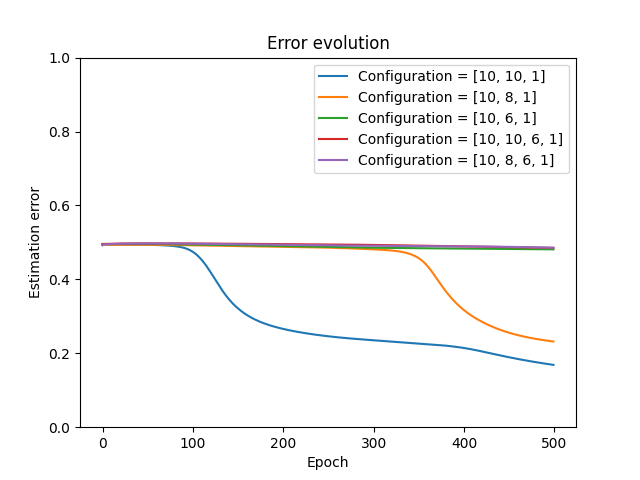 Error evolution
1.0
0.8
0.6
0.4
0.2
0.0
Estimation error
Configuration = [10, 10, 1]
Configuration = [10, 8, 1]
Configuration = [10, 6, 1]
Configuration = [10, 10, 6, 1]
Configuration = [10, 8, 6, 1]
0 100 200 300 400 500
Epoch